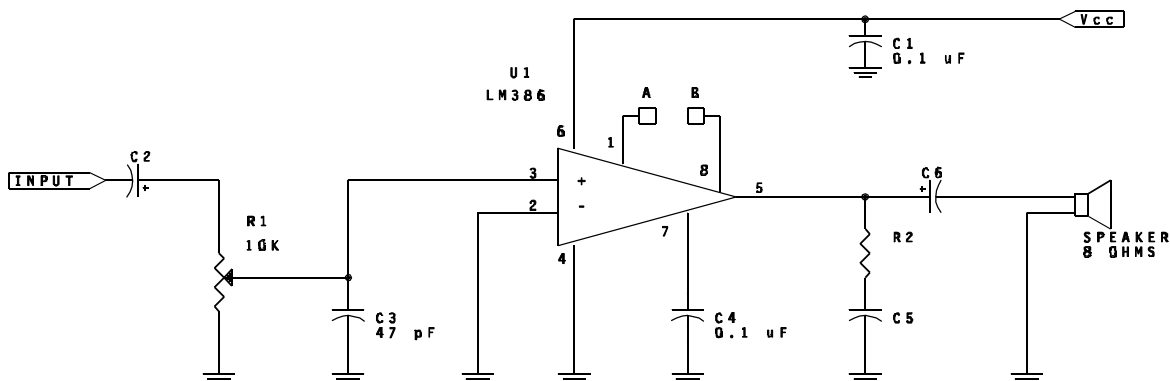 Vcc
C1
0.1 uF
U1
LM386
A
B
6
1
8
C2
INPUT
+
3
+
2
-
5
C6
+
R1
10K
7
4
R2
SPEAKER
8 OHMS
C3
47 pF
C4
0.1 uF
C5